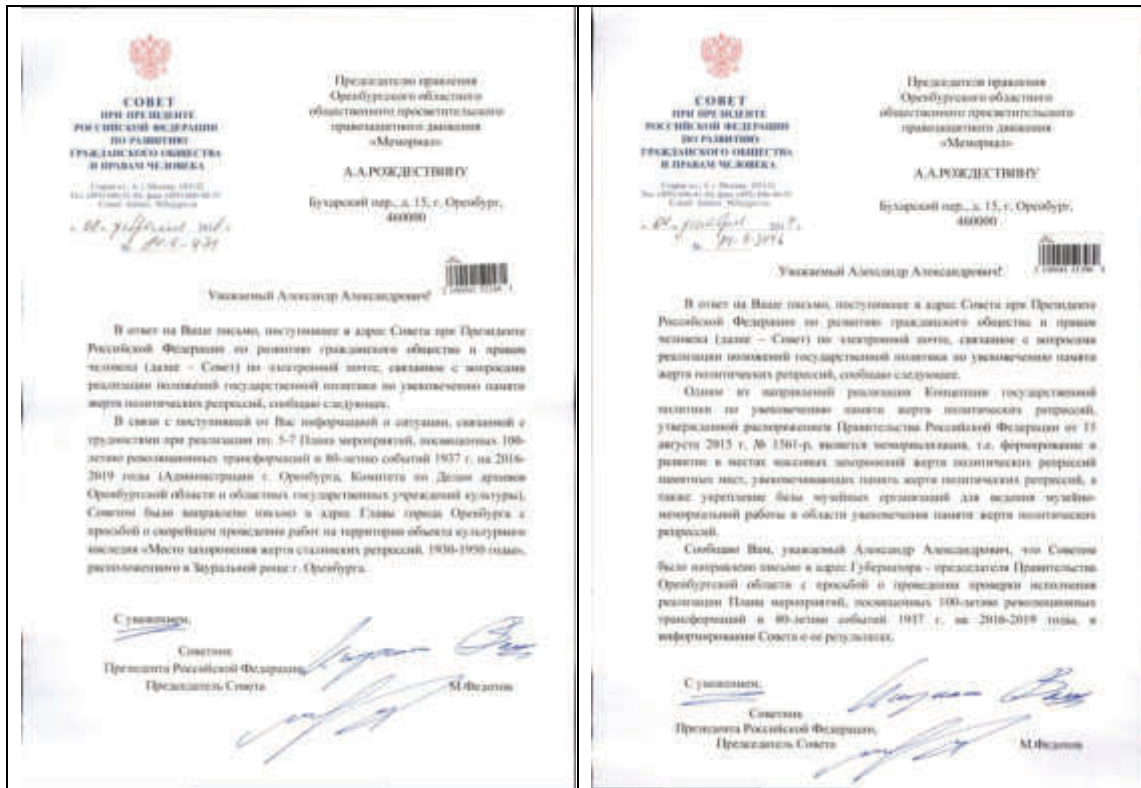 СОВЕТ
ПРИ ПРЕЗИДЕНТЕ
РОССИЙСКОЙ ФЕДЕРАЦИИ
ПО РАЗВИТИЮ
ГРАЖДАНСКОГО ОБЩЕСТВА
И ПРАВАМ ЧЕЛОВЕКА
Председателю правления
Оренбургского областного
общественного просветительского
правозащитного движения
«Мемориал»
А.А.РОЖДЕСТВИНУ
Бухарский пер., д. 15, г. Оренбург,
460000
Уважаемый Александр Александрович!
В ответ на Ваше письмо, поступившее в адрес Совета при Президенте
Российской Федерации по развитию гражданского общества и правам
человека (далее – Совет) по электронной почте, связанное с вопросами
реализации положений государственной политики по увековечению памяти
жертв политических репрессий, сообщаю следующее.
В связи с поступившей от Вас информацией о ситуации, связанной с
трудностями при реализации пп. 5-7 Плана мероприятий, посвященных 100-
летию революционных трансформаций и 80-летию событий 1937 г. на 2016-
2019 годы (Администрации г. Оренбурга, Комитета по Делам архивов
Оренбургской области и областных государственных учреждений культуры),
Советом было направлено письмо в адрес Главы города Оренбурга с
просьбой о скорейшем проведении работ на территории объекта культурного
наследия «Место захоронения жертв сталинских репрессий, 1930-1950 годы»,
расположенного в Зауральной роще г. Оренбурга.
С уважением,
Советник
Президента Российской Федерации,
Председатель Совета
М.Федотов
СОВЕТ
ПРИ ПРЕЗИДЕНТЕ
РОССИЙСКОЙ ФЕДЕРАЦИИ
ПО РАЗВИТИЮ
ГРАЖДАНСКОГО ОБЩЕСТВА
И ПРАВАМ ЧЕЛОВЕКА
Председателя правления
Оренбургского областного
общественного просветительского
правозащитного движения
«Мемориал»
А.А.РОЖДЕСТВИНУ
Бухарский пер., д. 15, г. Оренбург,
460000
Уважаемый Александр Александрович!
В ответ на Ваше письмо, поступившее в адрес Совета при Президенте
Российской Федерации по развитию гражданского общества и правам
человека (далее – Совет) по электронной почте, связанное с вопросами
реализации положений государственной политики по увековечению памяти
жертв политических репрессий, сообщаю следующее.
Одним из направлений реализации Концепции государственной
политики по увековечению памяти жертв политических репрессий,
утвержденной распоряжением Правительства Российской Федерации от 15
августа 2015 г. № 1561-р, является мемориализация, т.е. формирование и
развитие в местах массовых захоронений жертв политических репрессий
памятных мест, увековечивающих память жертв политических репрессий, а
также укрепление базы музейных организаций для ведения музейно-
мемориальной работы в области увековечения памяти жертв политических
репрессий.
Сообщаю Вам, уважаемый Александр Александрович, что Советом
было направлено письмо в адрес Губернатора - председателя Правительства
Оренбургской области с просьбой о проведении проверки исполнения
реализации Плана мероприятий, посвященных 100-летию революционных
трансформаций и 80-летию событий 1937 г. на 2016-2019 годы, и
информировании Совета о ее результатах.
С уважением,
Советник
Президента Российской Федерации,
Председатель Совета
М.Федотов